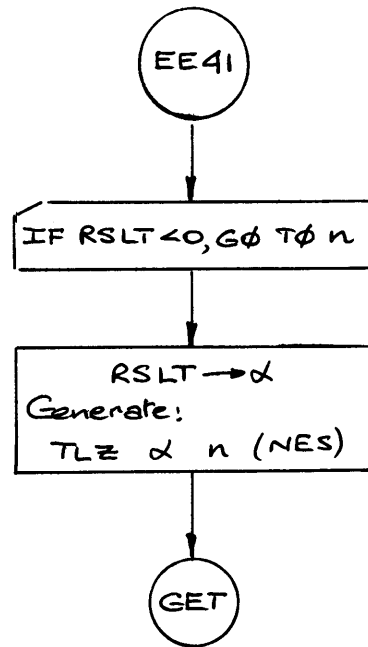 EE41
IF RSLT<0, GØ TØ n
RSLT → α
Generate:
TLZ α n (NES)
GET